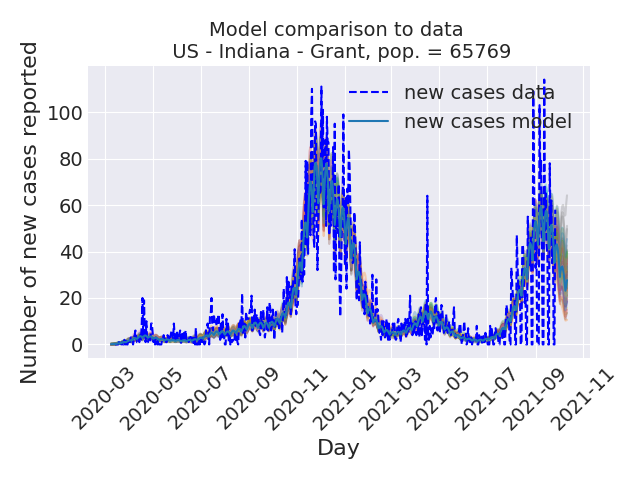 Model comparison to data
US - Indiana - Grant, pop. = 65769
Number of new cases reported
100
80
60
40
20
0
new cases data
new cases model
2020-03
2020-05
2020-07
2020-09
2020-11
2021-01
2021-03
2021-05
2021-07
2021-09
2021-11
Day